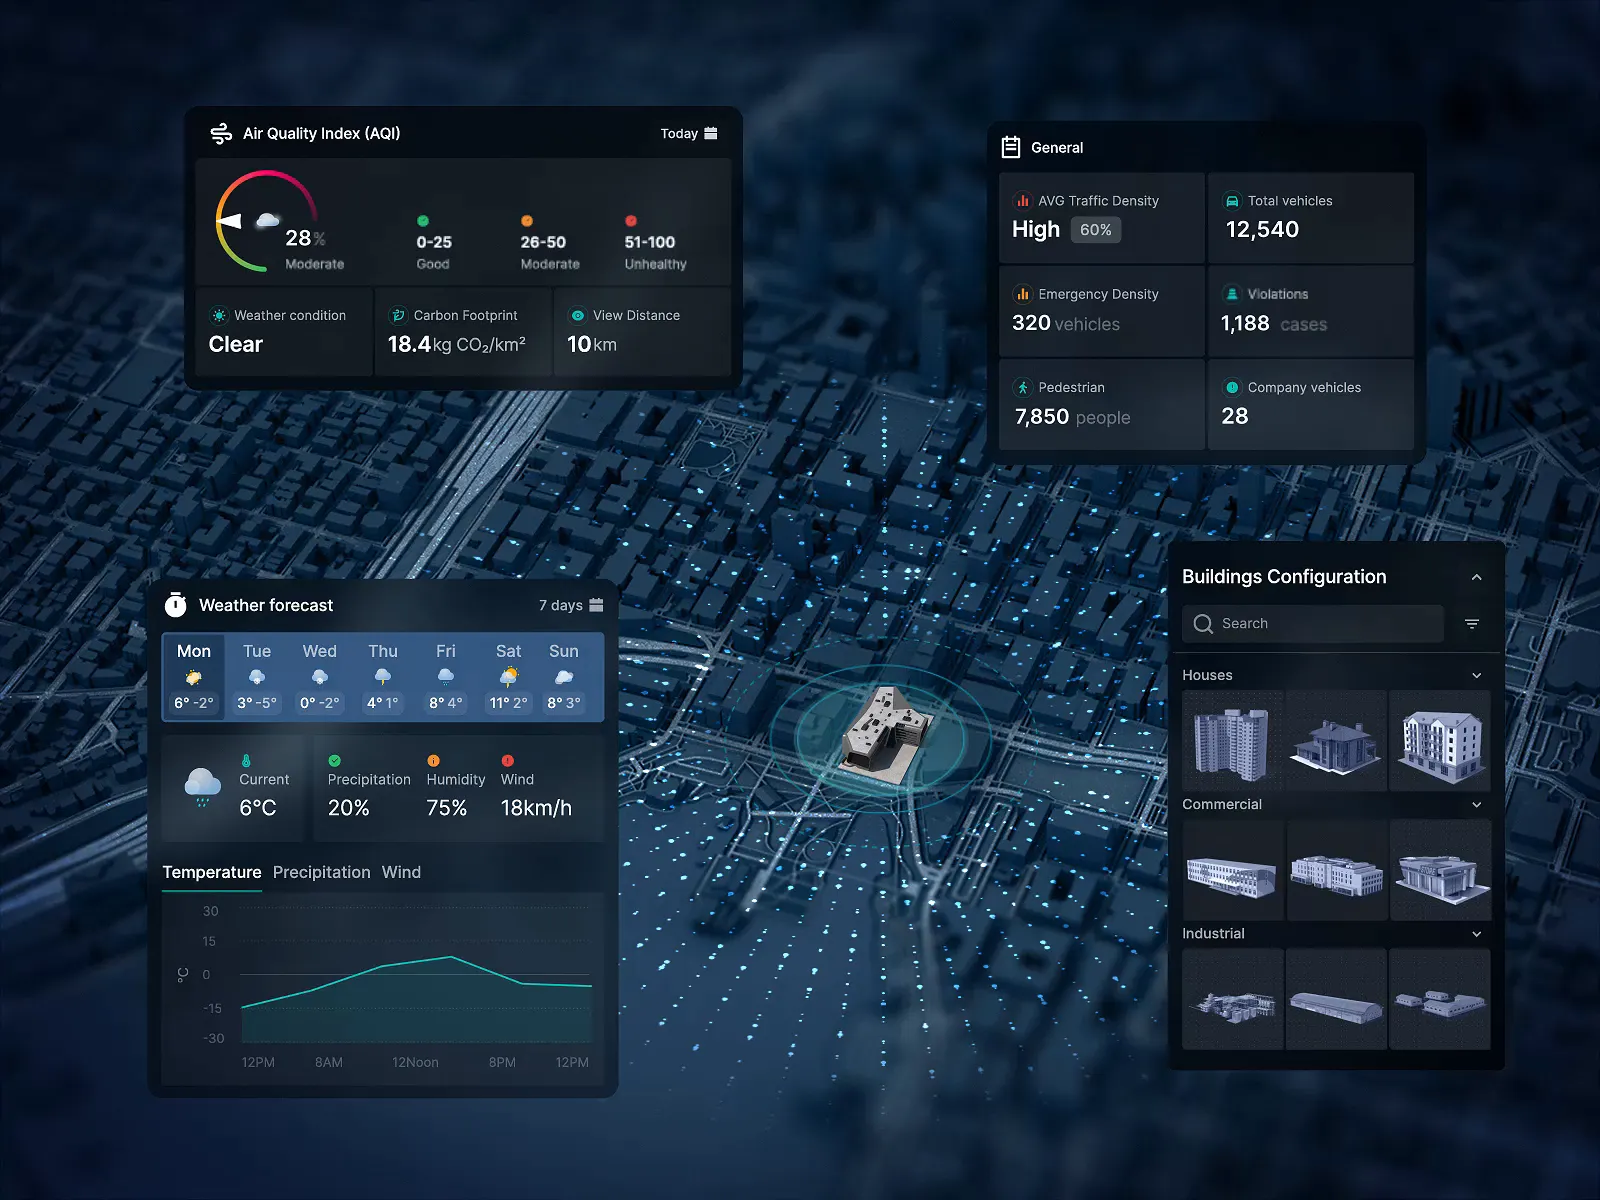 Air Quality Index (AQI)
Today
28%
Moderate
0-25
Good
26-50
Moderate
51-100
Unhealthy
Weather condition
Clear
Carbon Footprint
18.4kg CO₂/km²
View Distance
10km
General
AVG Traffic Density
High 60%
Total vehicles
12,540
Emergency Density
320 vehicles
Violations
1,188 cases
Pedestrian
7,850 people
Company vehicles
28
Weather forecast
7 days
Mon Tue Wed Thu Fri Sat Sun
6° -2° 3° -5° 0° -2° 4° 1° 8° 4° 11° 2° 8° 3°
Current
6°C
Precipitation
20%
Humidity
75%
Wind
18km/h
Temperature Precipitation Wind
°C
30
15
0
-15
-30
12PM 8AM 12Noon 8PM 12PM
Buildings Configuration
Search
Houses
Commercial
Industrial